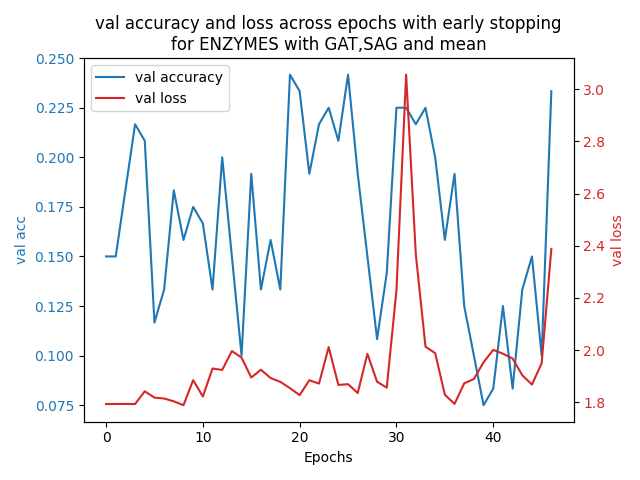 val accuracy and loss across epochs with early stopping
for ENZYMES with GAT,SAG and mean
val accuracy
val loss
0.250
0.225
0.200
0.175
0.150
0.125
0.100
0.075
val acc
3.0
2.8
2.6
2.4
2.2
2.0
1.8
val loss
0
10
20
30
40
Epochs